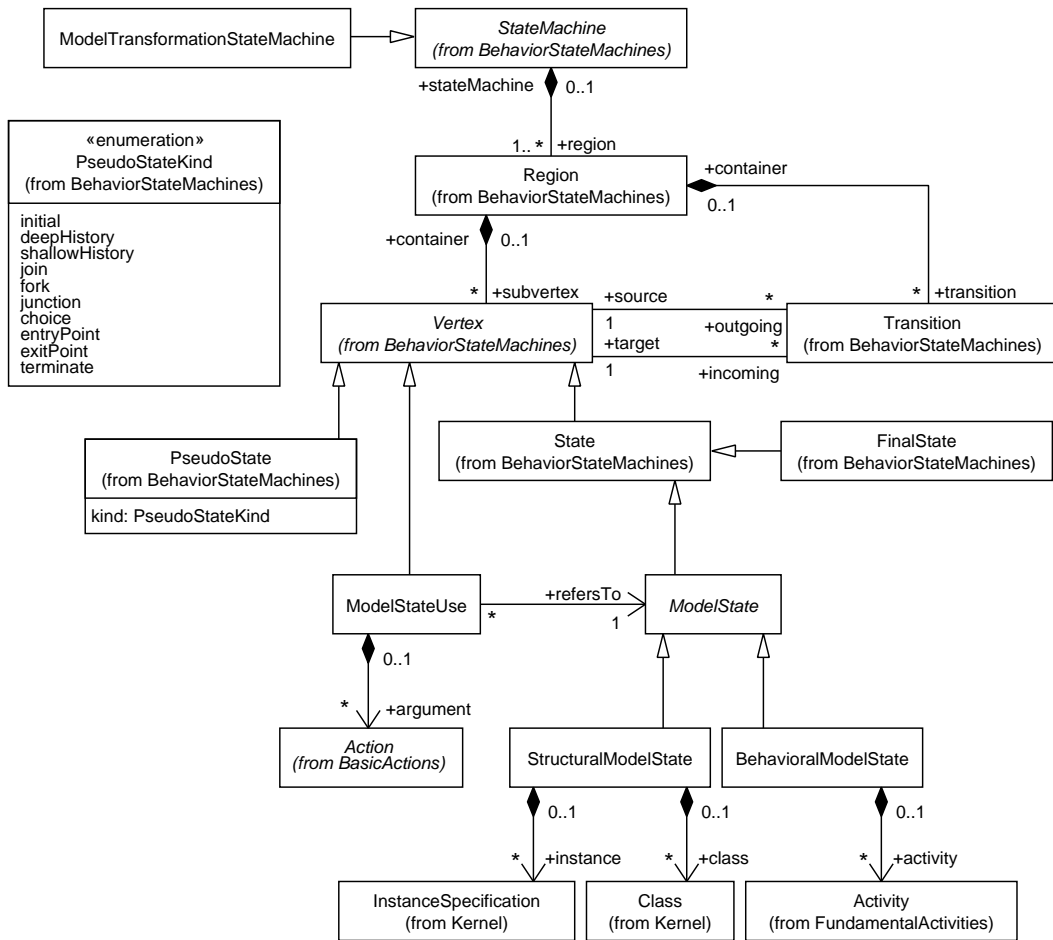 ModelTransformationStateMachine
StateMachine
(from BehaviorStateMachines)
+stateMachine
0..1
1.. *
+region
«enumeration»
PseudoStateKind
(from BehaviorStateMachines)
initial
deepHistory
shallowHistory
join
fork
junction
choice
entryPoint
exitPoint
terminate
Region
(from BehaviorStateMachines)
+container
0..1
+container
0..1
*
+subvertex
*
+transition
Vertex
(from BehaviorStateMachines)
+source
*
1
+outgoing
+target
*
1
+incoming
Transition
(from BehaviorStateMachines)
PseudoState
(from BehaviorStateMachines)
kind: PseudoStateKind
State
(from BehaviorStateMachines)
FinalState
(from BehaviorStateMachines)
ModelStateUse
+refersTo
*
1
ModelState
0..1
*
+argument
Action
(from BasicActions)
StructuralModelState
BehavioralModelState
0..1
0..1
0..1
*
+instance
*
+class
*
+activity
InstanceSpecification
(from Kernel)
Class
(from Kernel)
Activity
(from FundamentalActivities)